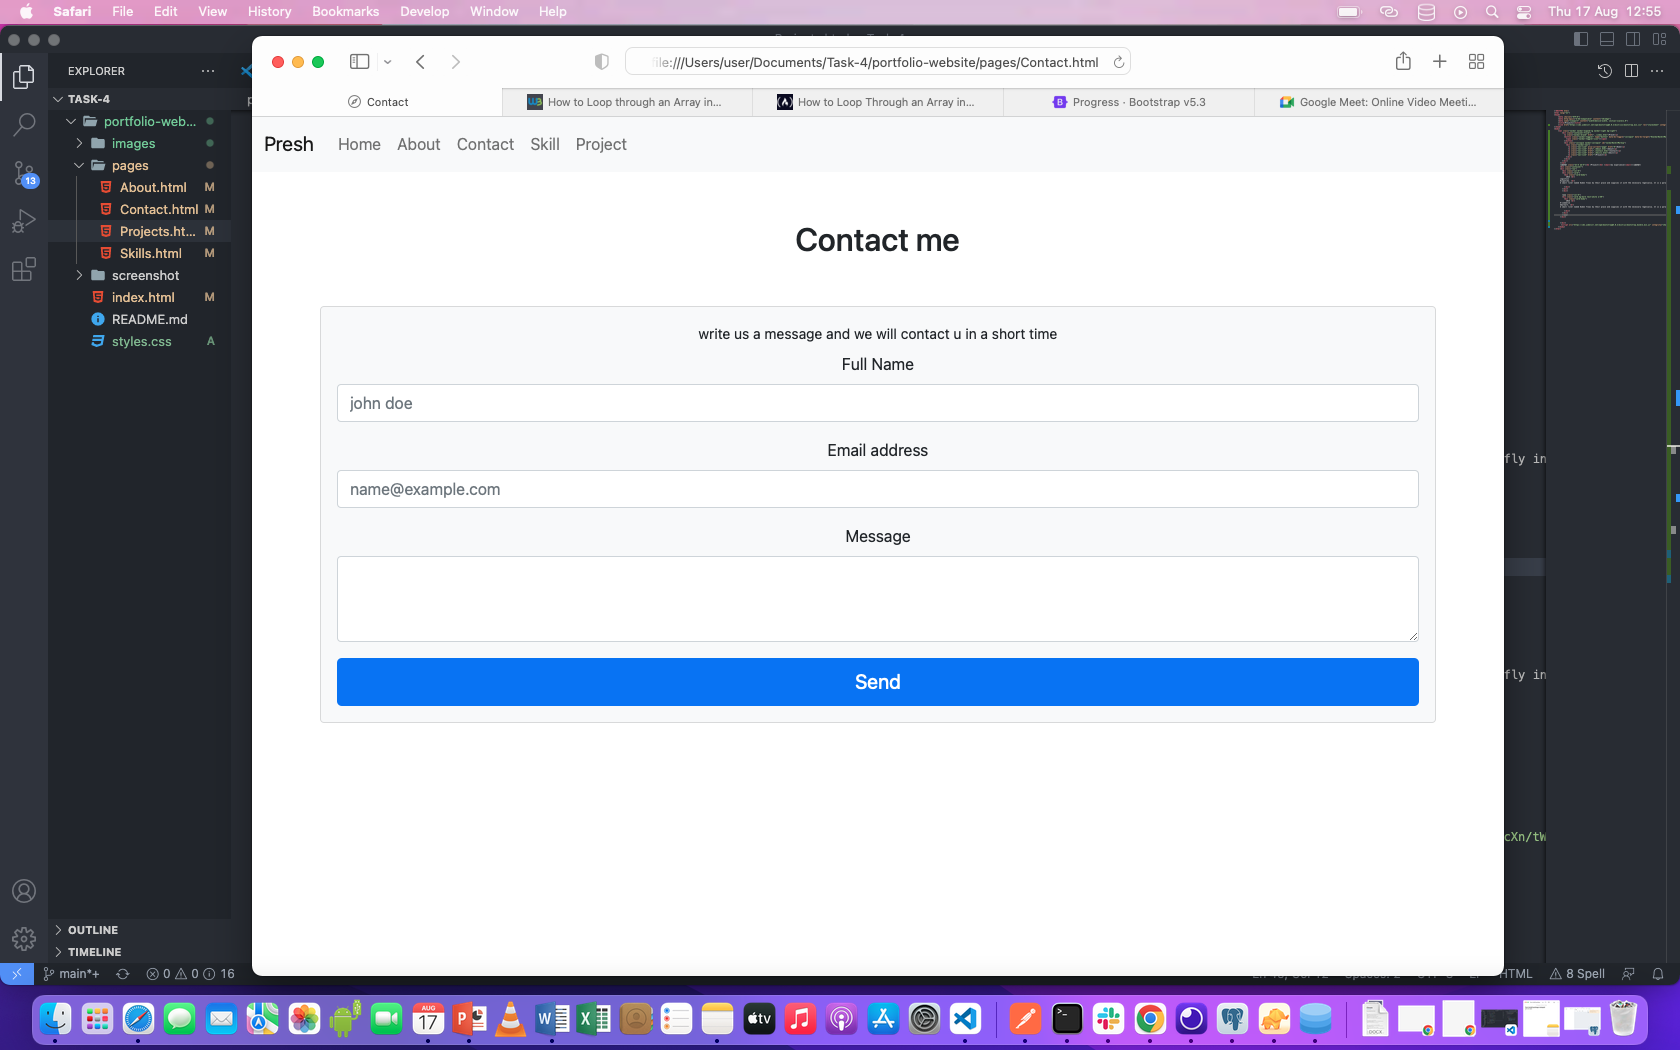 Safari File Edit View History Bookmarks Develop Window Help Thu 17 Aug 12:55
EXPLORER
TASK-4
portfolio-web...
images
pages
About.html M
Contact.html M
Projects.ht... M
Skills.html M
screenshot
index.html M
README.md
styles.css A
OUTLINE
TIMELINE
13
main*+ 0 0 16
ile:///Users/user/Documents/Task-4/portfolio-website/pages/Contact.html
Contact
How to Loop through an Array in...
How to Loop Through an Array in...
Progress · Bootstrap v5.3
Google Meet: Online Video Meeti...
Presh Home About Contact Skill Project
Contact me
write us a message and we will contact u in a short time
Full Name
john doe
Email address
name@example.com
Message
Send
fly in
fly in
cXn/tW
HTML 8 Spell
AUG
17
tv